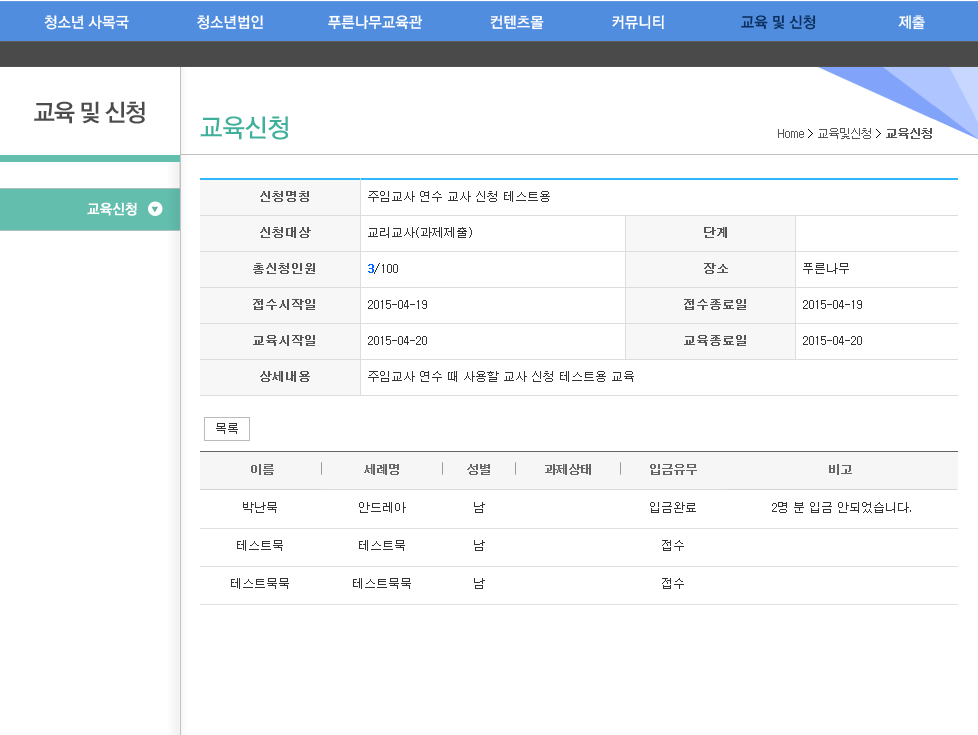 청소년 사목국 청소년법인 푸른나무교육관 컨텐츠몰 커뮤니티 교육 및 신청 제출
교육 및 신청
교육신청
Home > 교육및신청 > 교육신청
교육신청
신청명칭 주임교사 연수 교사 신청 테스트용
신청대상 교리교사(과제제출) 단계
총신청인원 3/100 장소 푸른나무
접수시작일 2015-04-19 접수종료일 2015-04-19
교육시작일 2015-04-20 교육종료일 2015-04-20
상세내용 주임교사 연수 때 사용할 교사 신청 테스트용 교육
목록
이름 세례명 성별 과제상태 입금유무 비고
박난묵 안드레아 남 입금완료 2명 분 입금 안되었습니다.
테스트묵 테스트묵 남 접수
테스트묵묵 테스트묵묵 남 접수